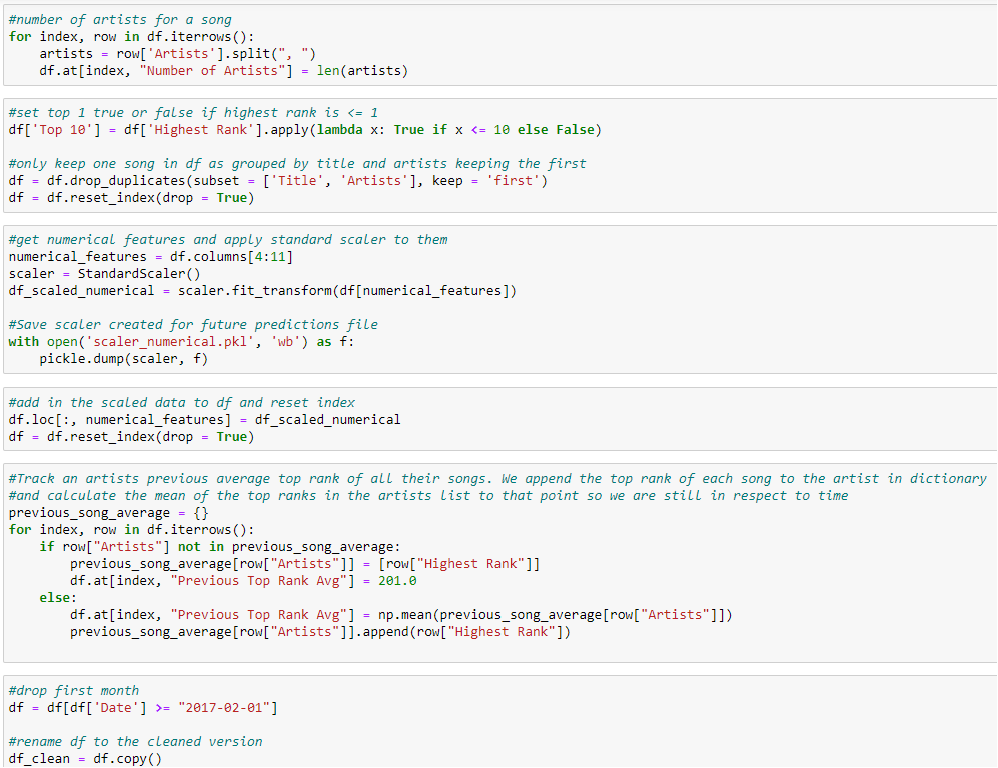 #number of artists for a song
for index, row in df.iterrows():
    artists = row['Artists'].split(", ")
    df.at[index, "Number of Artists"] = len(artists)
#set top 1 true or false if highest rank is <= 1
df['Top 10'] = df['Highest Rank'].apply(lambda x: True if x <= 10 else False)
#only keep one song in df as grouped by title and artists keeping the first
df = df.drop_duplicates(subset = ['Title', 'Artists'], keep = 'first')
df = df.reset_index(drop = True)
#get numerical features and apply standard scaler to them
numerical_features = df.columns[4:11]
scaler = StandardScaler()
df_scaled_numerical = scaler.fit_transform(df[numerical_features])
#Save scaler created for future predictions file
with open('scaler_numerical.pkl', 'wb') as f:
    pickle.dump(scaler, f)
#add in the scaled data to df and reset index
df.loc[:, numerical_features] = df_scaled_numerical
df = df.reset_index(drop = True)
#Track an artists previous average top rank of all their songs. We append the top rank of each song to the artist in dictionary
#and calculate the mean of the top ranks in the artists list to that point so we are still in respect to time
previous_song_average = {}
for index, row in df.iterrows():
    if row["Artists"] not in previous_song_average:
        previous_song_average[row["Artists"]] = [row["Highest Rank"]]
        df.at[index, "Previous Top Rank Avg"] = 201.0
    else:
        df.at[index, "Previous Top Rank Avg"] = np.mean(previous_song_average[row["Artists"]])
        previous_song_average[row["Artists"]].append(row["Highest Rank"])
#drop first month
df = df[df['Date'] >= "2017-02-01"]
#rename df to the cleaned version
df_clean = df.copy()